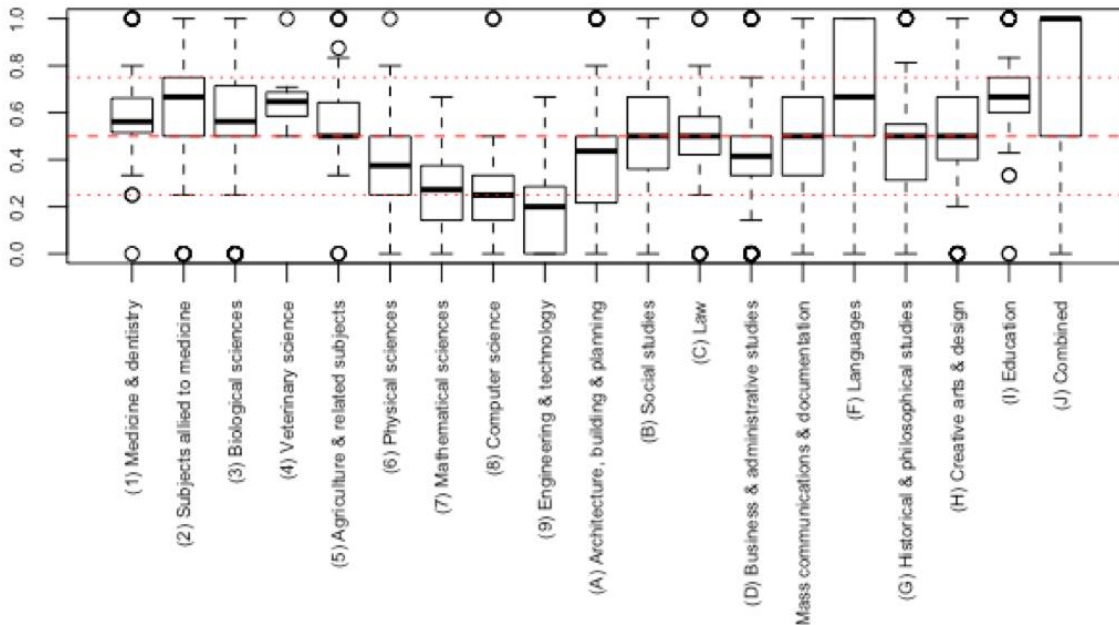 1.0
0.8
0.6
0.4
0.2
0.0
(1) Medicine & dentistry
(2) Subjects allied to medicine
(3) Biological sciences
(4) Veterinary science
(5) Agriculture & related subjects
(6) Physical sciences
(7) Mathematical sciences
(8) Computer science
(9) Engineering & technology
(A) Architecture, building & planning
(B) Social studies
(C) Law
(D) Business & administrative studies
Mass communications & documentation
(F) Languages
(G) Historical & philosophical studies
(H) Creative arts & design
(I) Education
(J) Combined